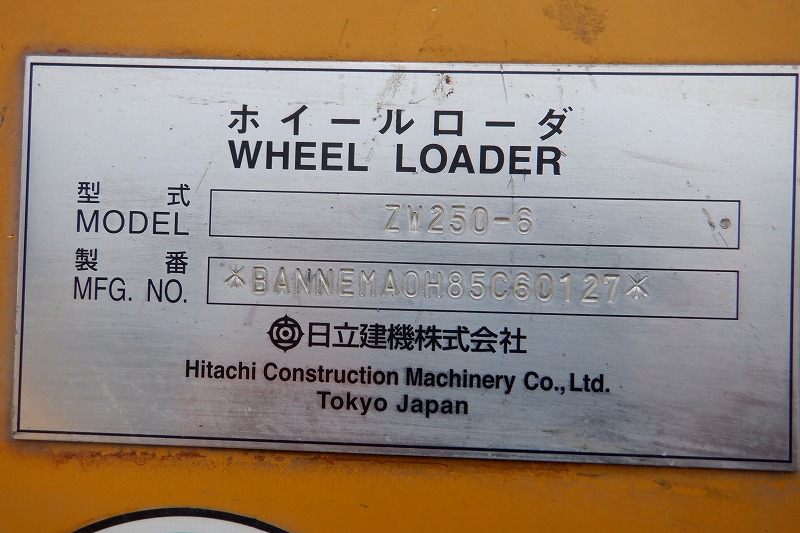 ホイールローダ
WHEEL LOADER
型式
MODEL ZW250-6
製番
MFG. NO. *BANNEMA0H85C60127*
日立建機株式会社
Hitachi Construction Machinery Co., Ltd.
Tokyo Japan